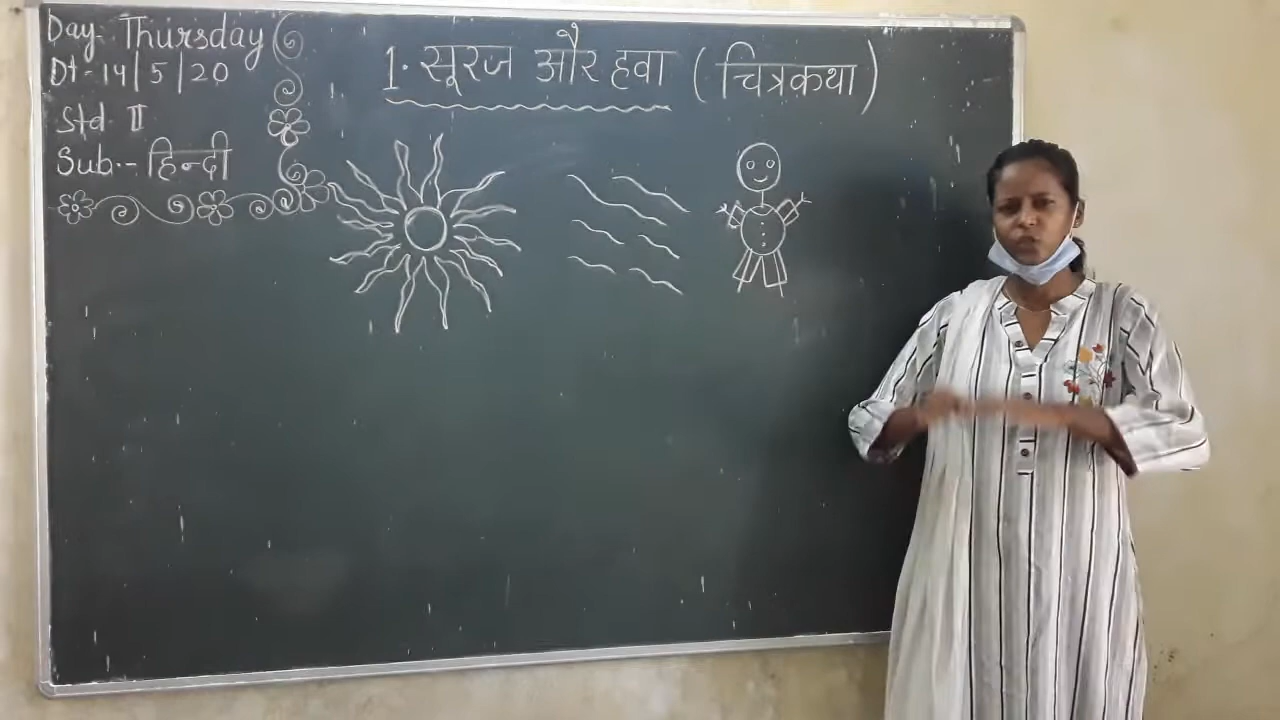 Day- Thursday
Dt - 14/5/20
Std. II
Sub:- हिन्दी
1. सूरज और हवा (चित्रकथा)